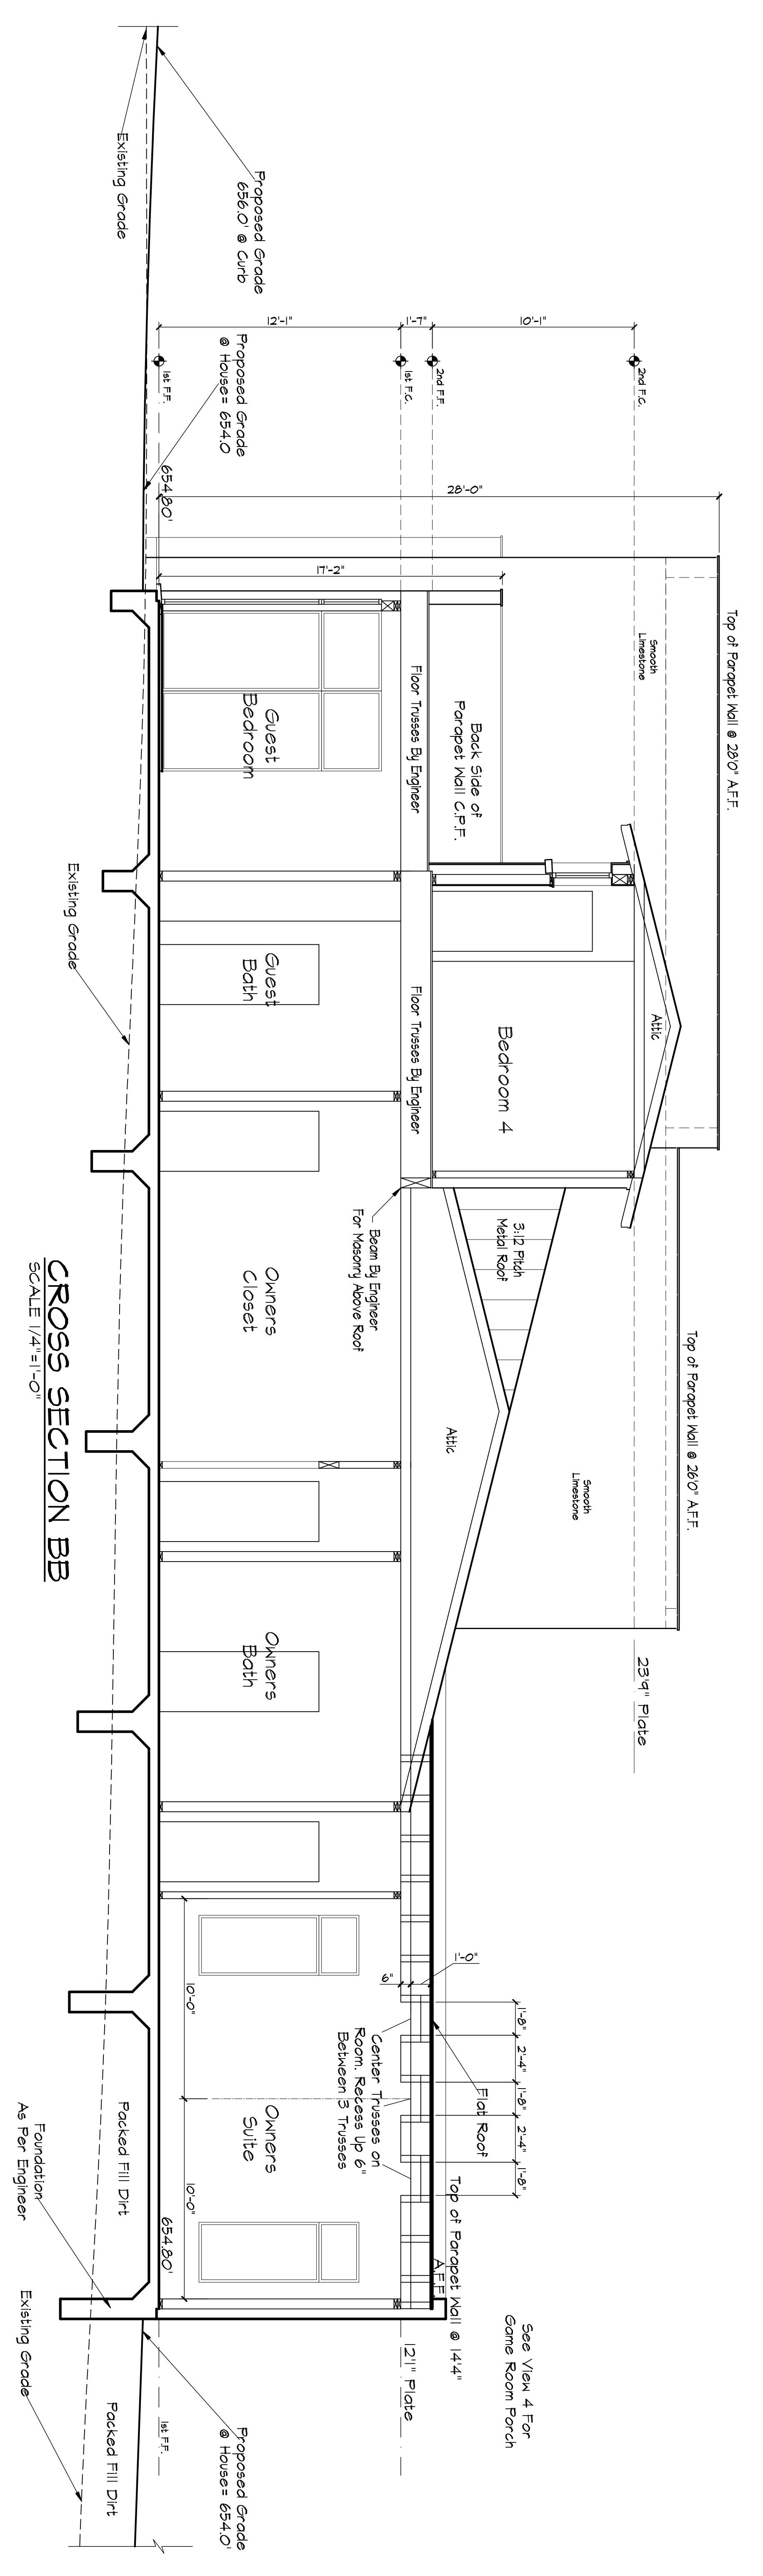 Existing Grade
Proposed Grade
656.0' @ Curb
12'-1"
1'-7"
10'-1"
1st F.F.
1st F.C.
2nd F.F.
2nd F.C.
Proposed Grade
@ House= 654.0
654.80'
28'-0"
17'-2"
Top of Parapet Wall @ 28'0" A.F.F.
Smooth
Limestone
Floor Trusses By Engineer
Back Side of
Parapet Wall C.P.F.
Guest
Bedroom
Existing Grade
Guest
Bath
Floor Trusses By Engineer
Bedroom 4
Attic
Beam By Engineer
For Masonry Above Roof
3:12 Pitch
Metal Roof
Owners
Closet
Top of Parapet Wall @ 26'0" A.F.F.
Attic
Smooth
Limestone
CROSS SECTION BB
SCALE 1/4"=1'-0"
Owners
Bath
23'9" Plate
1'-0"
6"
1'-8"
2'-4"
1'-8"
2'-4"
1'-8"
10'-0"
10'-0"
Center Trusses on
Room. Recess Up 6"
Between 3 Trusses
Flat Roof
Owners
Suite
Top of Parapet Wall @ 14'4"
A.F.F.
Packed Fill Dirt
Foundation
As Per Engineer
654.80'
Existing Grade
See View 4 For
Game Room Porch
12'1" Plate
1st F.F.
Proposed Grade
@ House= 654.0'
Packed Fill Dirt